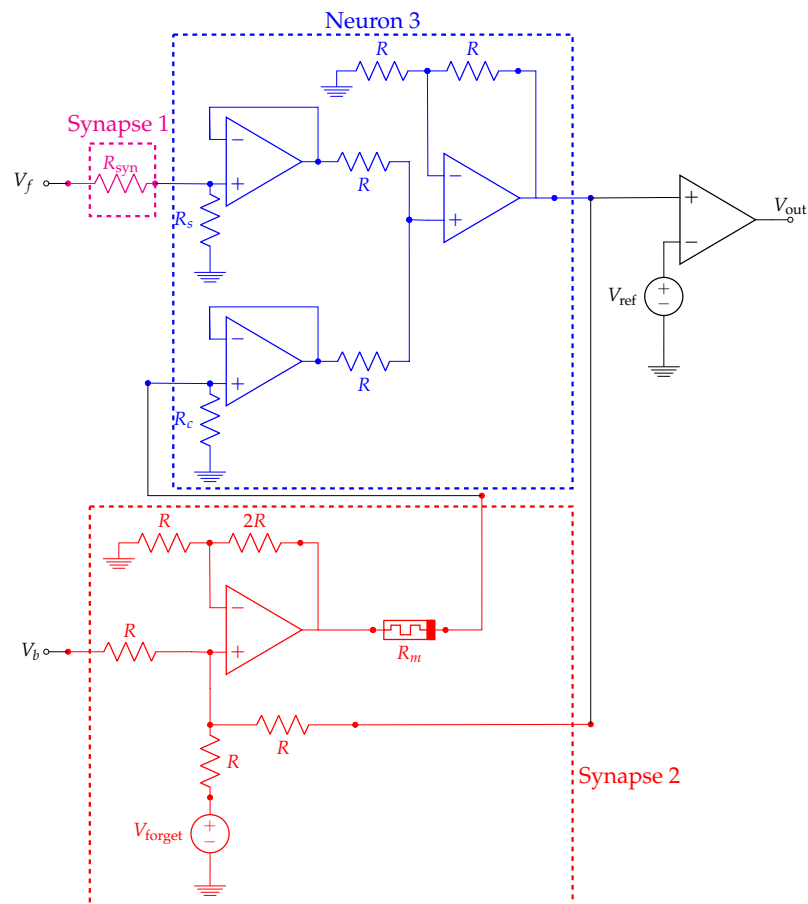 Neuron 3
R
R
Synapse 1
R_syn
V_f
−
+
R
−
+
R_s
+
−
V_out
V_ref
+
−
−
+
R
R_c
R
2R
−
+
R
V_b
R_m
R
R
Synapse 2
V_forget
+
−